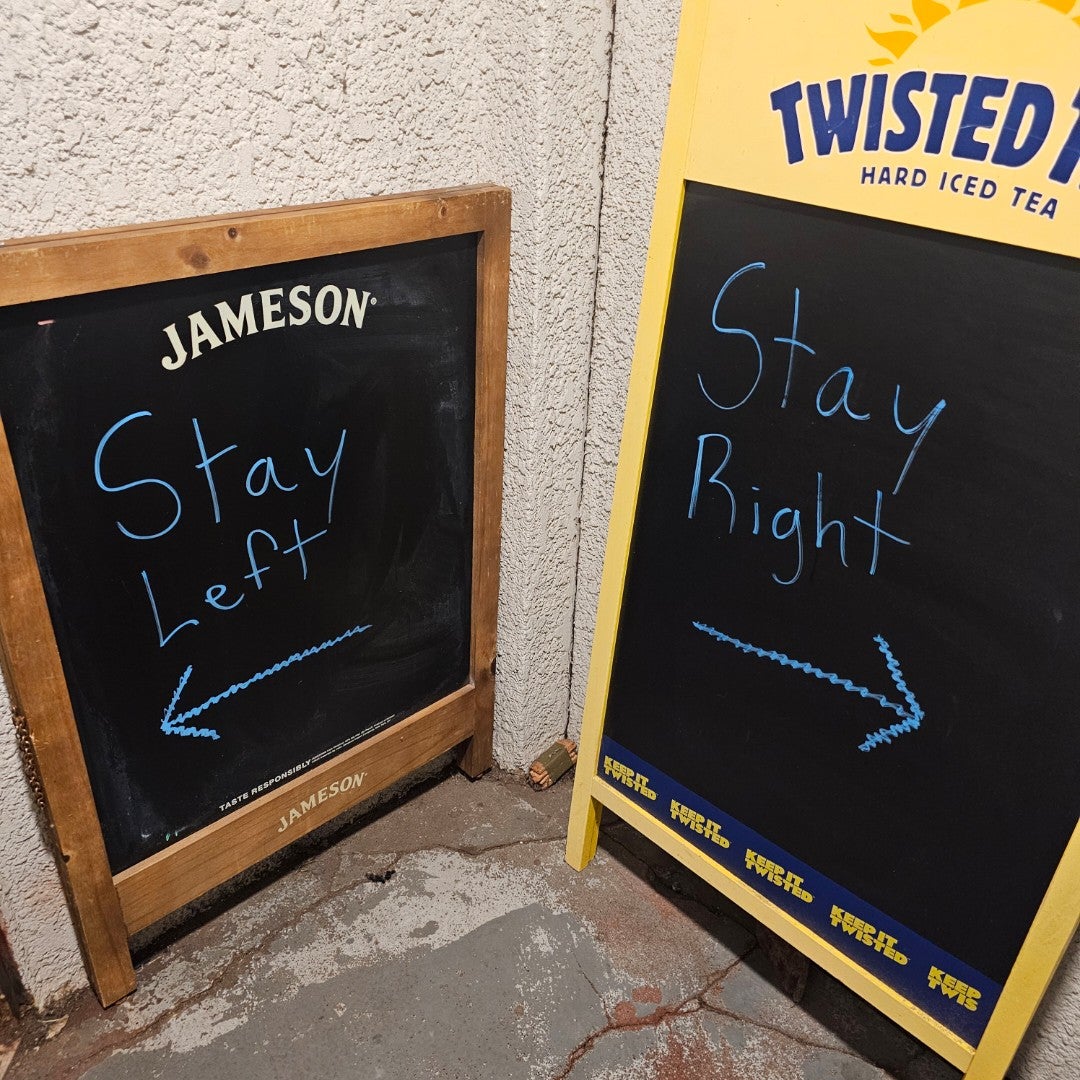 JAMESON
Stay
Left
TASTE RESPONSIBLY
JAMESON
TWISTED
HARD ICED TEA
Stay
Right
KEEP IT TWISTED
KEEP IT TWISTED
KEEP IT TWISTED
KEEP IT TWISTED
KEEP
TWIS